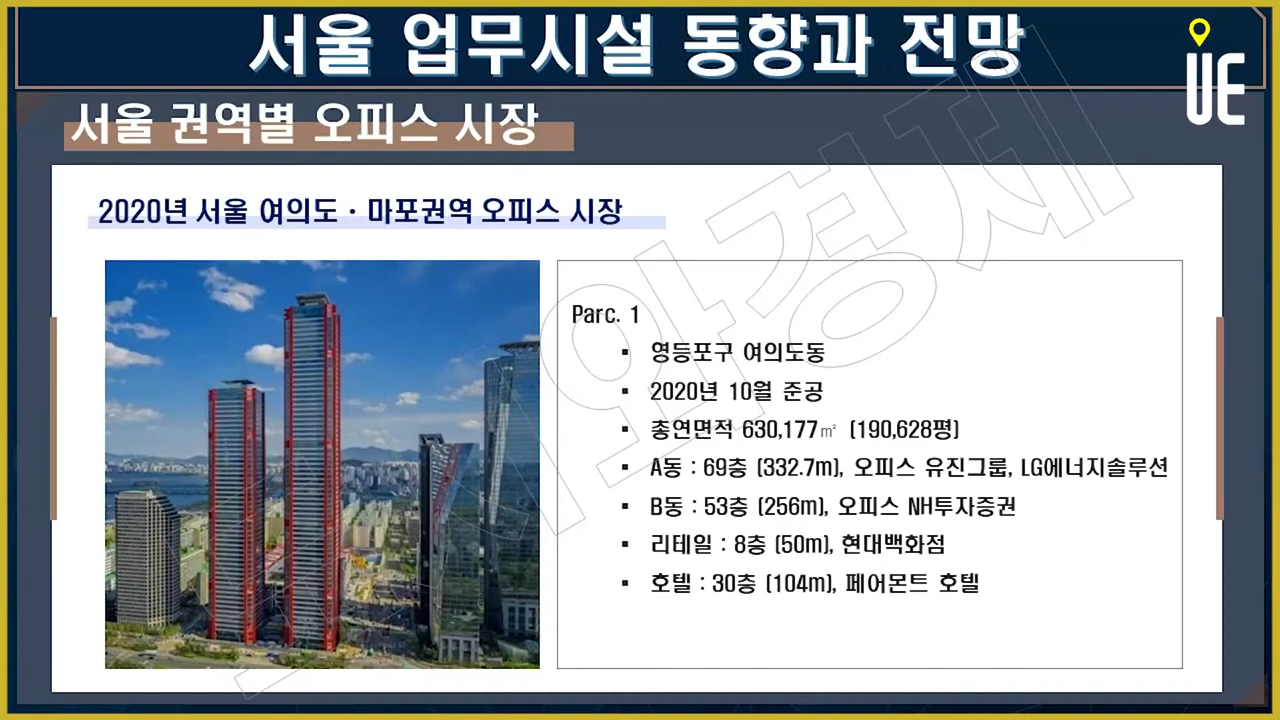 서울 업무시설 동향과 전망
UE
서울 권역별 오피스 시장
2020년 서울 여의도 · 마포권역 오피스 시장
Parc. 1
▪ 영등포구 여의도동
▪ 2020년 10월 준공
▪ 총연면적 630,177㎡ (190,628평)
▪ A동 : 69층 (332.7m), 오피스 유진그룹, LG에너지솔루션
▪ B동 : 53층 (256m), 오피스 NH투자증권
▪ 리테일 : 8층 (50m), 현대백화점
▪ 호텔 : 30층 (104m), 페어몬트 호텔